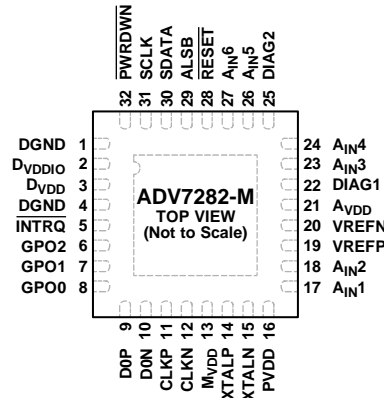 PWRDWN
SCLK
SDATA
ALSB
RESET
AIN6
AIN5
DIAG2
32 31 30 29 28 27 26 25
DGND 1
DVDDIO 2
DVDD 3
DGND 4
INTRQ 5
GPO2 6
GPO1 7
GPO0 8
ADV7282-M
TOP VIEW
(Not to Scale)
24 AIN4
23 AIN3
22 DIAG1
21 AVDD
20 VREFN
19 VREFP
18 AIN2
17 AIN1
9 10 11 12 13 14 15 16
D0P
D0N
CLKP
CLKN
MVDD
XTALP
XTALN
PVDD